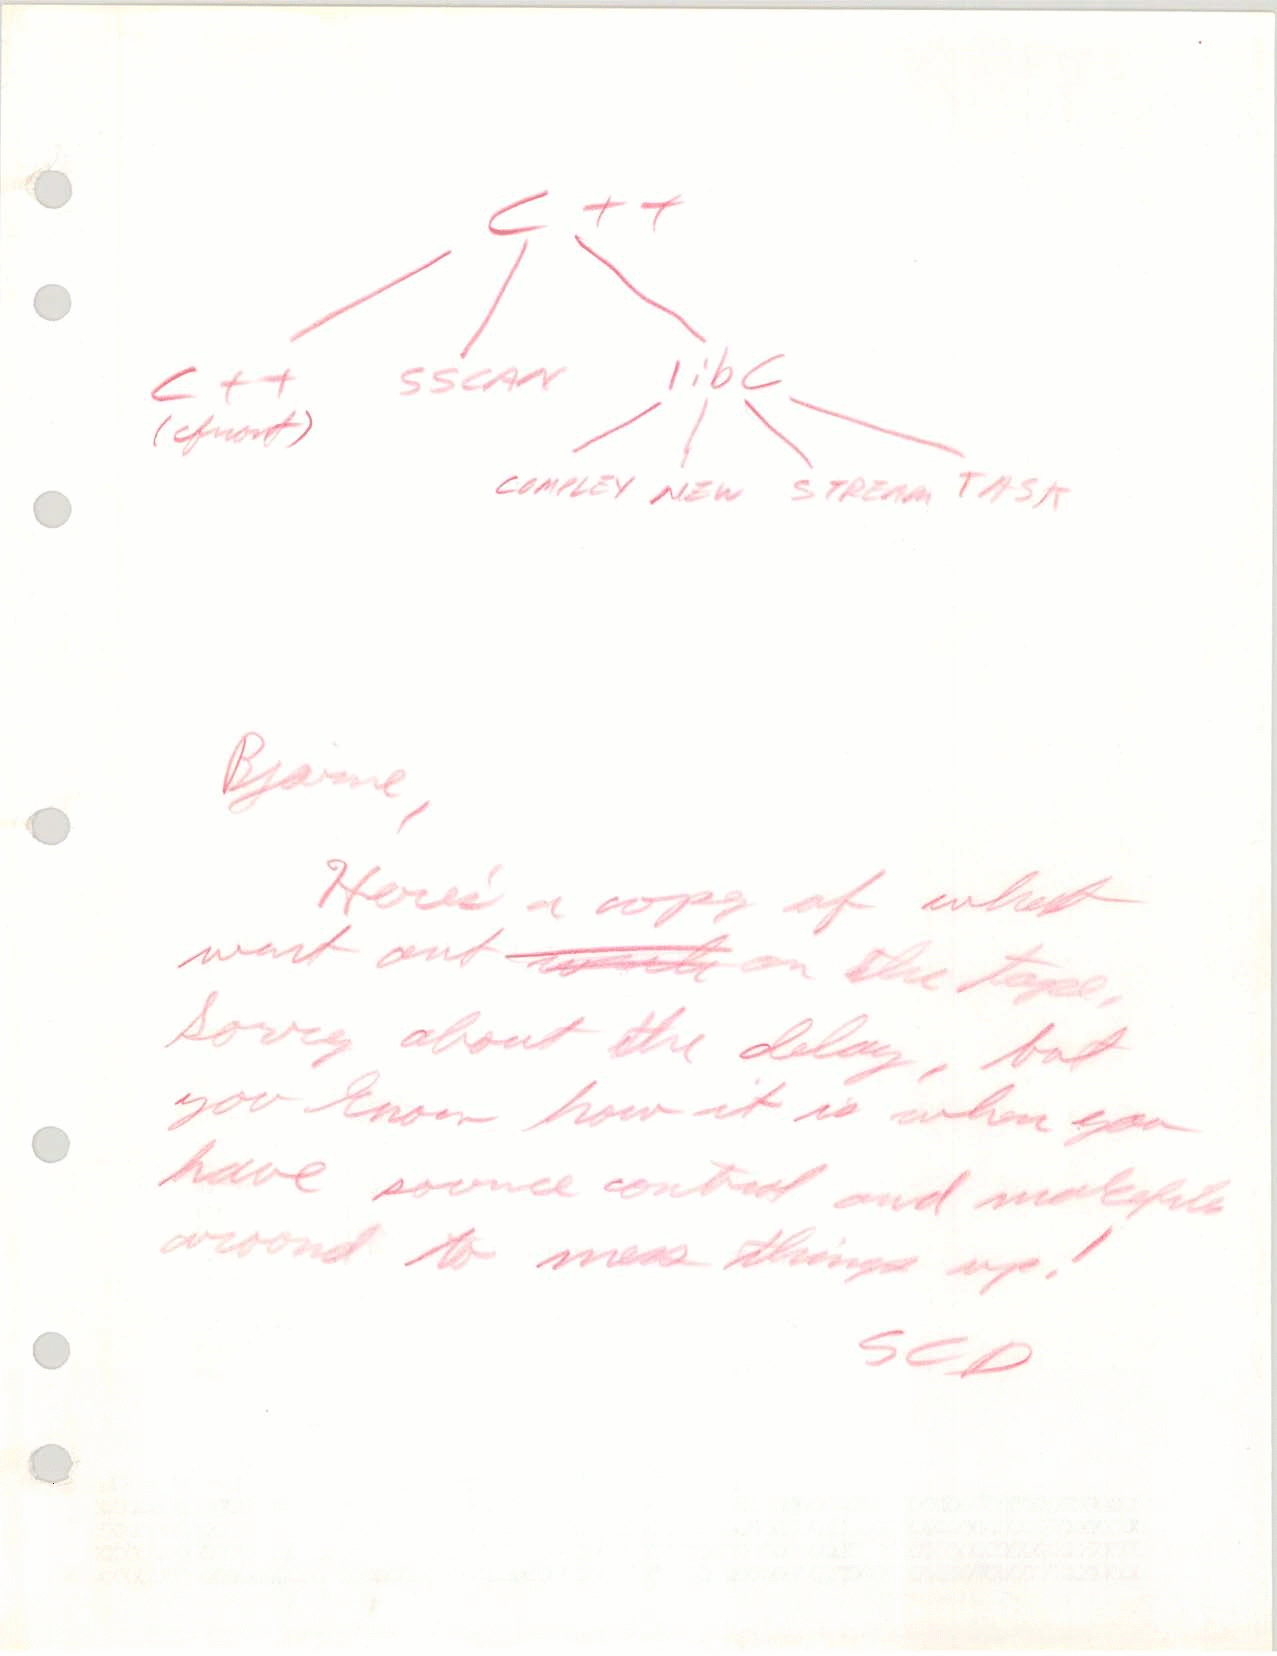 C++
C++ SSCAN libC
(cfront)
COMPLEX NEW STREAM TASK
Bjarne,
Here's a copy of what
went out on the tape.
Sorry about the delay, but
you know how it is when you
have source control and makefile
around to mess things up!
SCD